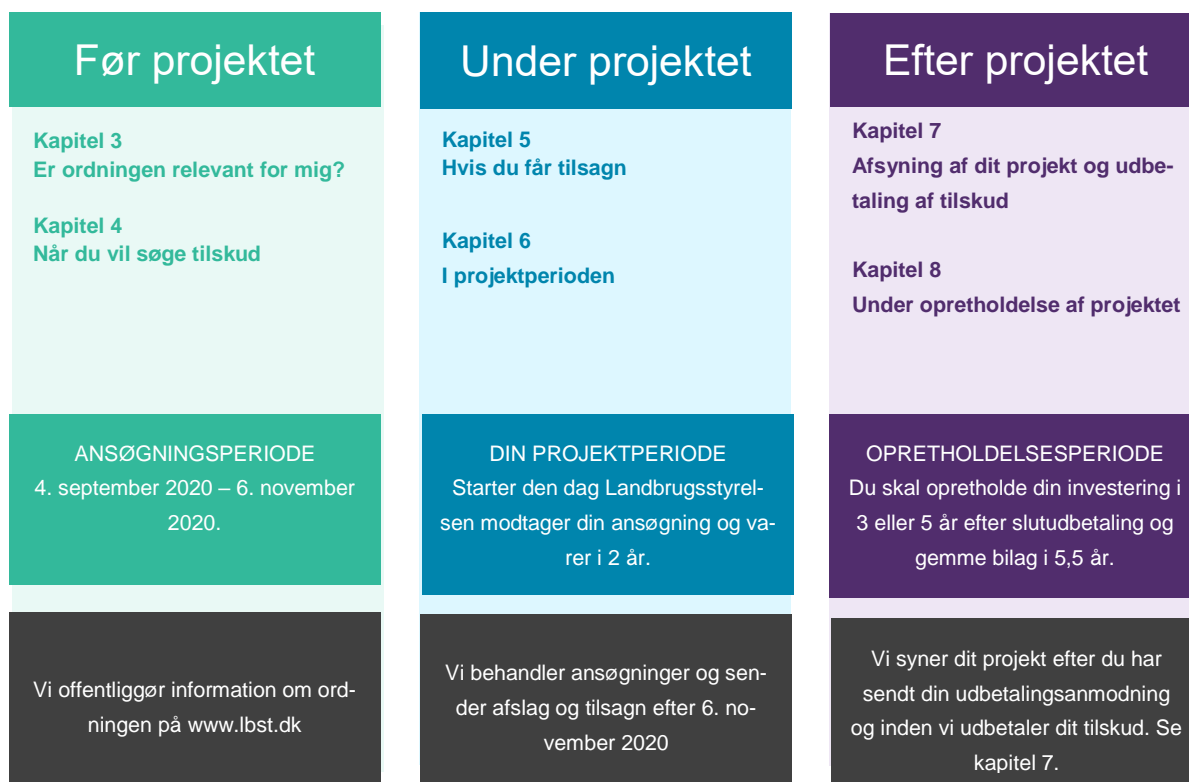 Før projektet
Kapitel 3
Er ordningen relevant for mig?
Kapitel 4
Når du vil søge tilskud
ANSØGNINGSPERIODE
4. september 2020 – 6. november
2020.
Vi offentliggør information om ord-
ningen på www.lbst.dk
Under projektet
Kapitel 5
Hvis du får tilsagn
Kapitel 6
I projektperioden
DIN PROJEKTPERIODE
Starter den dag Landbrugsstyrel-
sen modtager din ansøgning og va-
rer i 2 år.
Vi behandler ansøgninger og sen-
der afslag og tilsagn efter 6. no-
vember 2020
Efter projektet
Kapitel 7
Afsyning af dit projekt og udbe-
taling af tilskud
Kapitel 8
Under opretholdelse af projektet
OPRETHOLDELSESPERIODE
Du skal opretholde din investering i
3 eller 5 år efter slutudbetaling og
gemme bilag i 5,5 år.
Vi syner dit projekt efter du har
sendt din udbetalingsanmodning
og inden vi udbetaler dit tilskud. Se
kapitel 7.